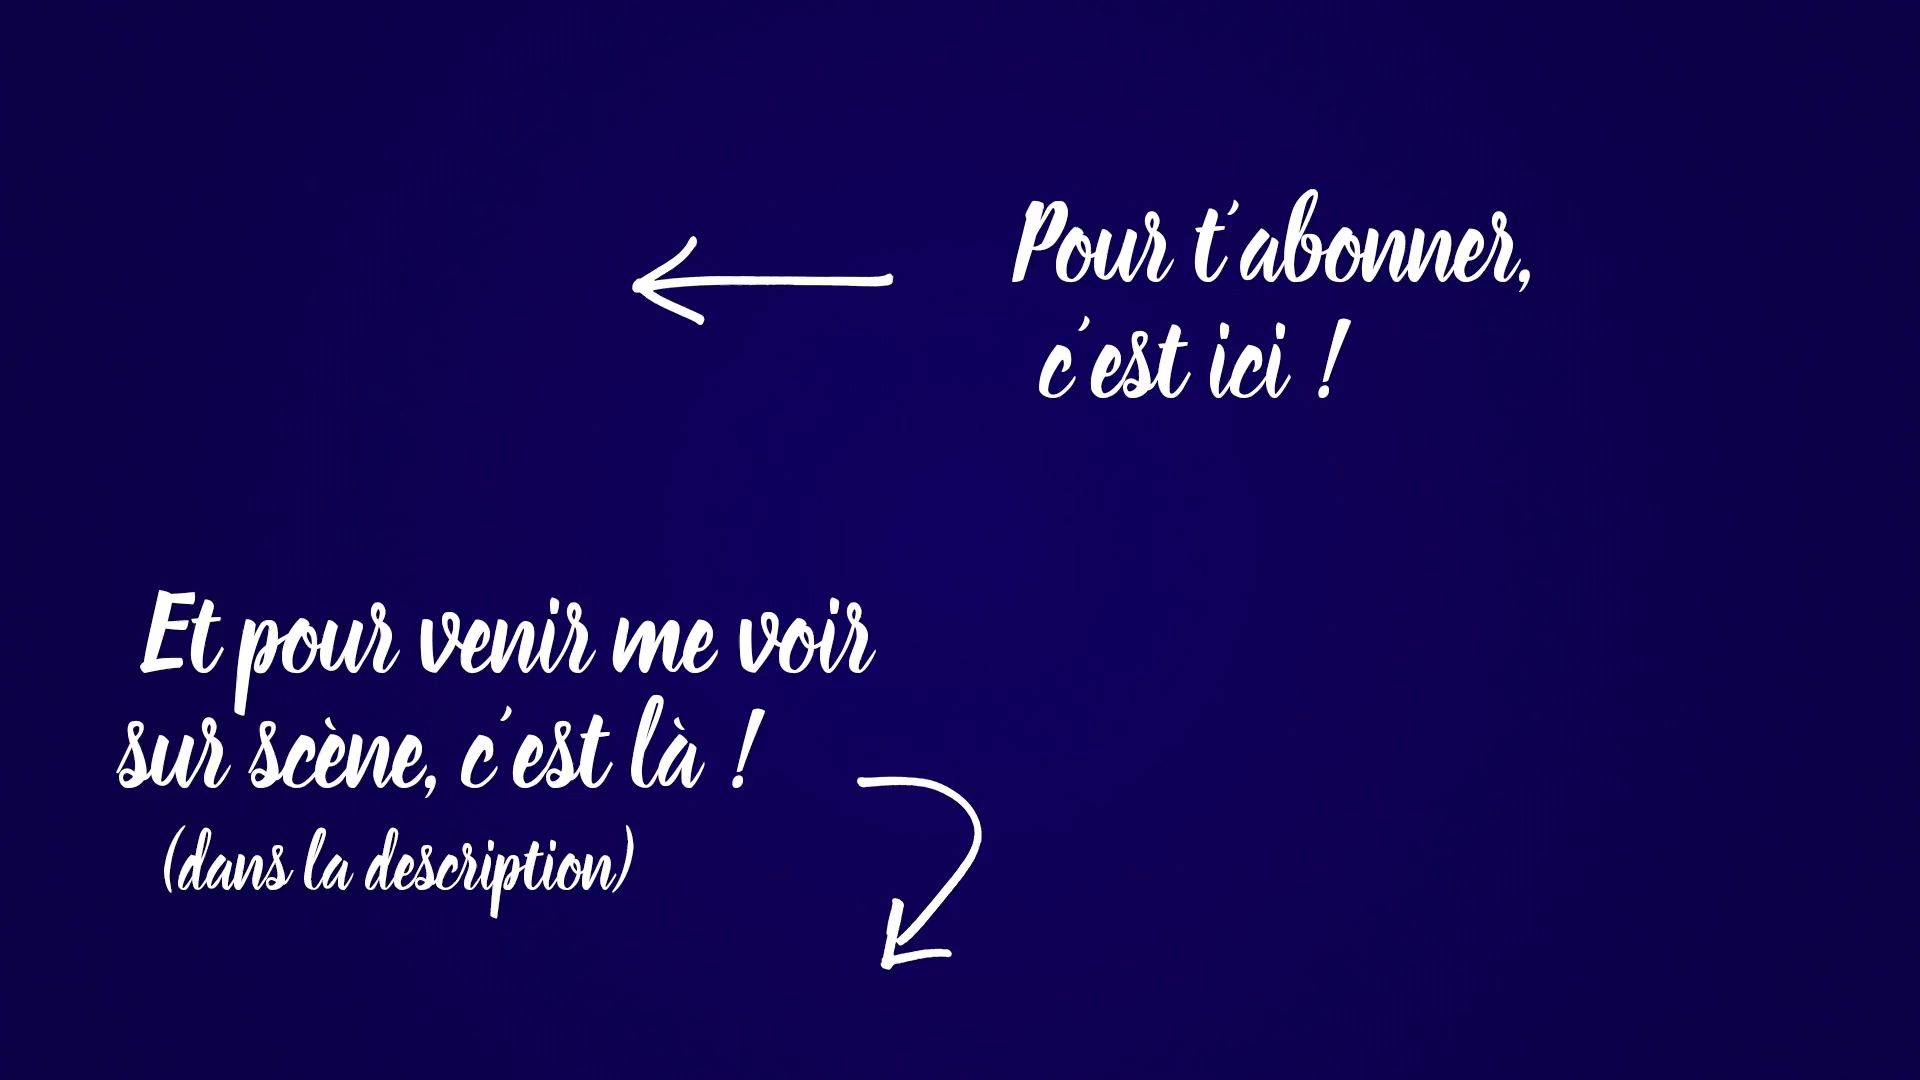 Pour t'abonner,
c'est ici !
Et pour venir me voir
sur scène, c'est là !
(dans la description)